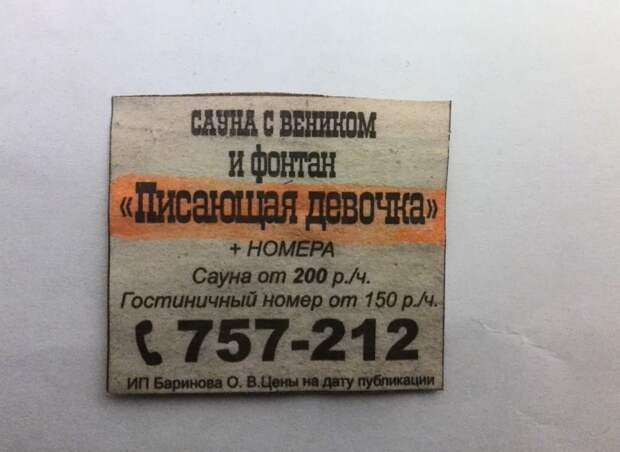 САУНА С ВЕНИКОМ
И ФОНТАН
«Писающая девочка»
+ НОМЕРА
Сауна от 200 р./ч.
Гостиничный номер от 150 р./ч.
757-212
ИП Баринова О. В.Цены на дату публикации